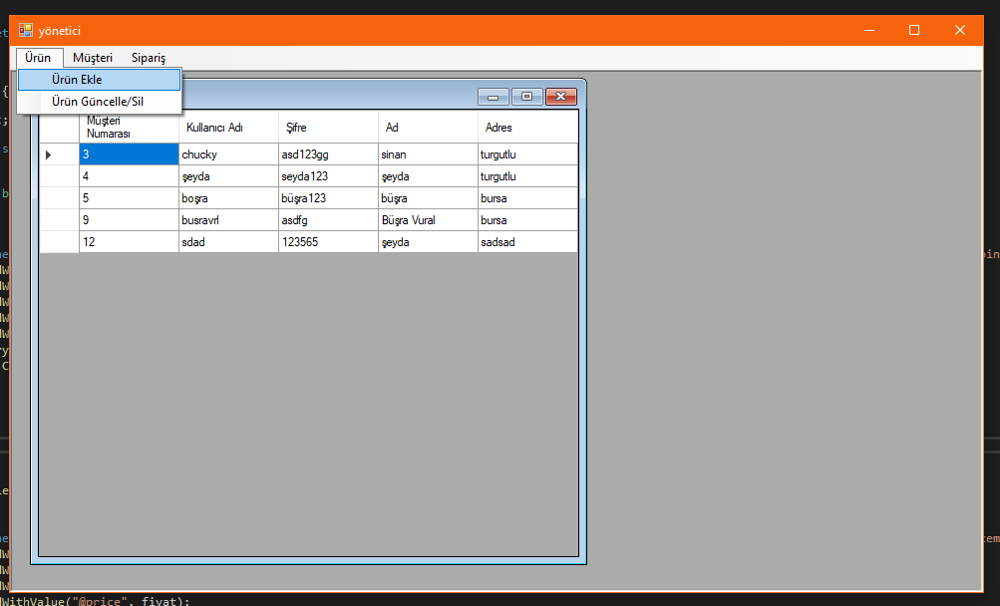 yönetici
Ürün Müşteri Sipariş
Ürün Ekle
Ürün Güncelle/Sil
Müşteri Numarası Kullanıcı Adı Şifre Ad Adres
3 chucky asd123gg sinan turgutlu
4 şeyda seyda123 şeyda turgutlu
5 boşra büşra123 büşra bursa
9 busravrl asdfg Büşra Vural bursa
12 sdad 123565 şeyda sadsad
WithValue("@price", fiyat);